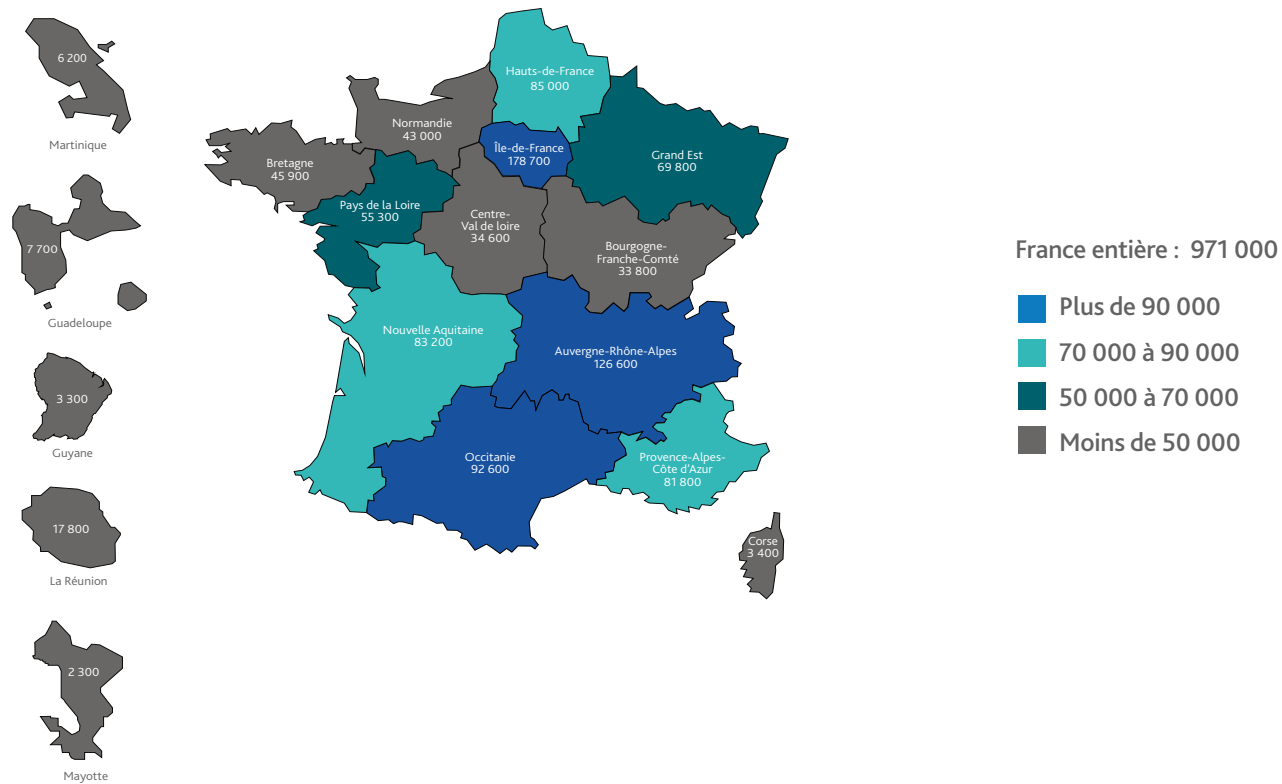 6 200
Martinique
7 700
Guadeloupe
3 300
Guyane
17 800
La Réunion
2 300
Mayotte
Hauts-de-France
85 000
Normandie
43 000
Île-de-France
178 700
Grand Est
69 800
Bretagne
45 900
Pays de la Loire
55 300
Centre-
Val de loire
34 600
Bourgogne-
Franche-Comté
33 800
Nouvelle Aquitaine
83 200
Auvergne-Rhône-Alpes
126 600
Occitanie
92 600
Provence-Alpes-
Côte d'Azur
81 800
Corse
3 400
France entière : 971 000
Plus de 90 000
70 000 à 90 000
50 000 à 70 000
Moins de 50 000